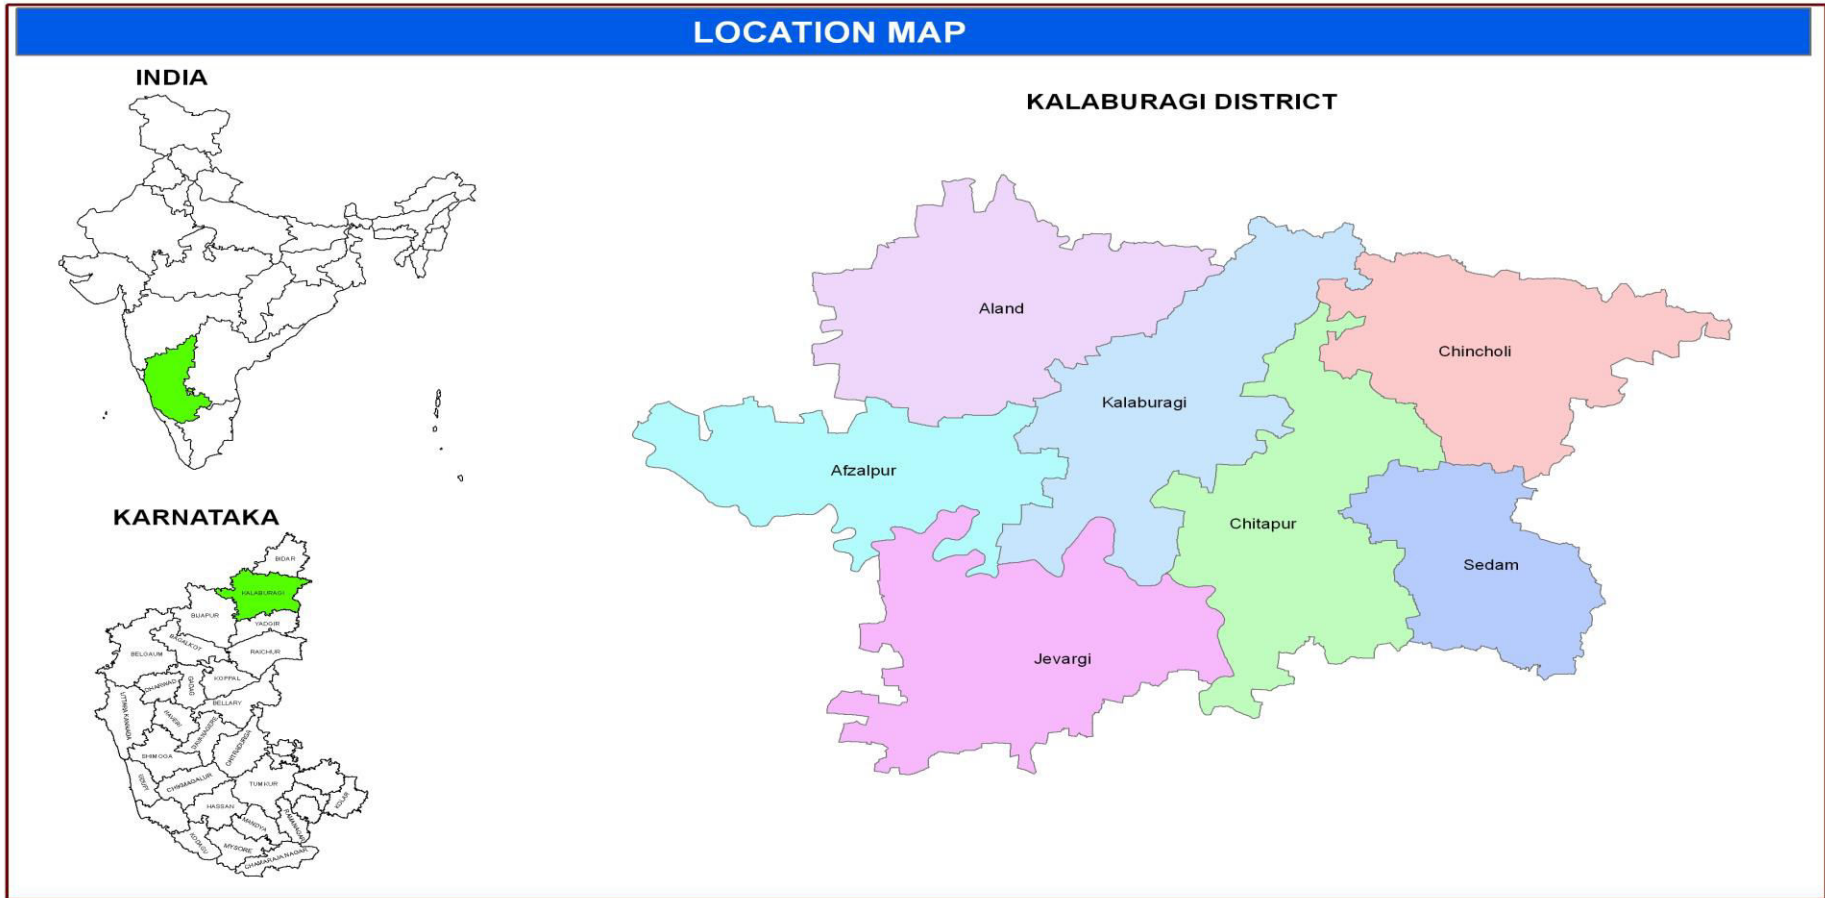 LOCATION MAP
INDIA
KALABURAGI DISTRICT
Aland
Chincholi
Kalaburagi
Afzalpur
Chitapur
Sedam
Jevargi
KARNATAKA
BIDAR
KALABURAGI
BIJAPUR
YADGIR
BAGALKOT
BELGAUM
RAICHUR
DHARWAD
GADAG
KOPPAL
BELLARY
UTTARA KANNADA
HAVERI
DAVANAGERE
CHITRADURGA
SHIMOGA
UDUPI
CHIKMAGALUR
TUMKUR
HASSAN
KOLAR
MANDYA
RAMANAGAR
KODAGU
MYSORE
CHAMARAJANAGAR